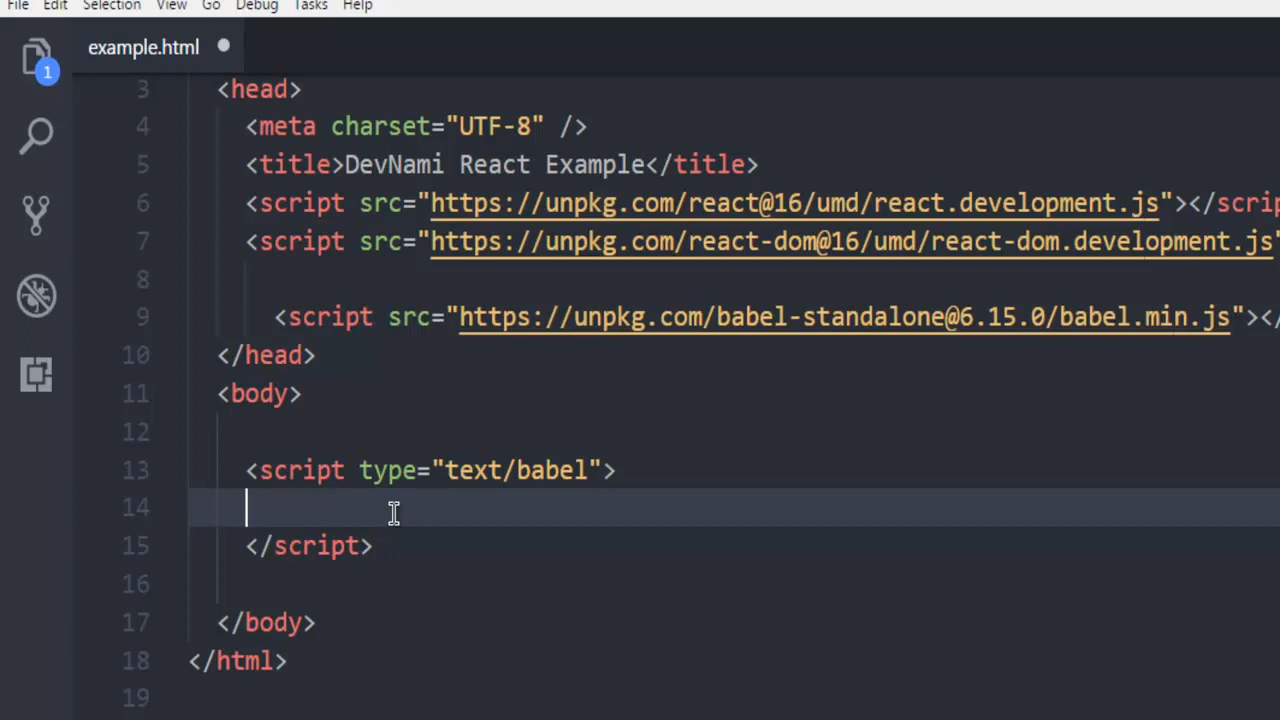 File Edit Selection View Go Debug Tasks Help
example.html
1
3 <head>
4 <meta charset="UTF-8" />
5 <title>DevNami React Example</title>
6 <script src="https://unpkg.com/react@16/umd/react.development.js"></scrip
7 <script src="https://unpkg.com/react-dom@16/umd/react-dom.development.js"
8
9 <script src="https://unpkg.com/babel-standalone@6.15.0/babel.min.js"></
10 </head>
11 <body>
12
13 <script type="text/babel">
14
15 </script>
16
17 </body>
18 </html>
19